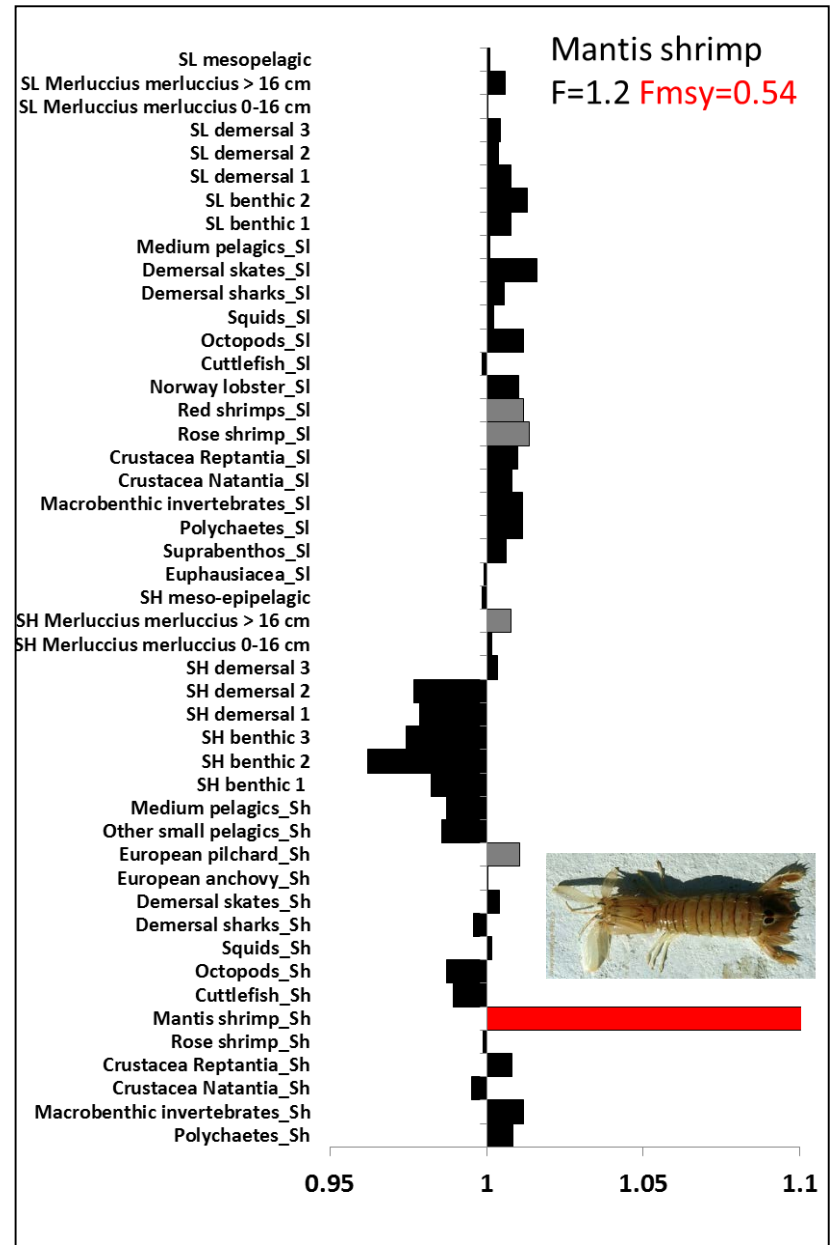 Mantis shrimp
F=1.2 Fmsy=0.54
SL mesopelagic
SL Merluccius merluccius > 16 cm
SL Merluccius merluccius 0-16 cm
SL demersal 3
SL demersal 2
SL demersal 1
SL benthic 2
SL benthic 1
Medium pelagics_Sl
Demersal skates_Sl
Demersal sharks_Sl
Squids_Sl
Octopods_Sl
Cuttlefish_Sl
Norway lobster_Sl
Red shrimps_Sl
Rose shrimp_Sl
Crustacea Reptantia_Sl
Crustacea Natantia_Sl
Macrobenthic invertebrates_Sl
Polychaetes_Sl
Suprabenthos_Sl
Euphausiacea_Sl
SH meso-epipelagic
SH Merluccius merluccius > 16 cm
SH Merluccius merluccius 0-16 cm
SH demersal 3
SH demersal 2
SH demersal 1
SH benthic 3
SH benthic 2
SH benthic 1
Medium pelagics_Sh
Other small pelagics_Sh
European pilchard_Sh
European anchovy_Sh
Demersal skates_Sh
Demersal sharks_Sh
Squids_Sh
Octopods_Sh
Cuttlefish_Sh
Mantis shrimp_Sh
Rose shrimp_Sh
Crustacea Reptantia_Sh
Crustacea Natantia_Sh
Macrobenthic invertebrates_Sh
Polychaetes_Sh
0.95 1 1.05 1.1